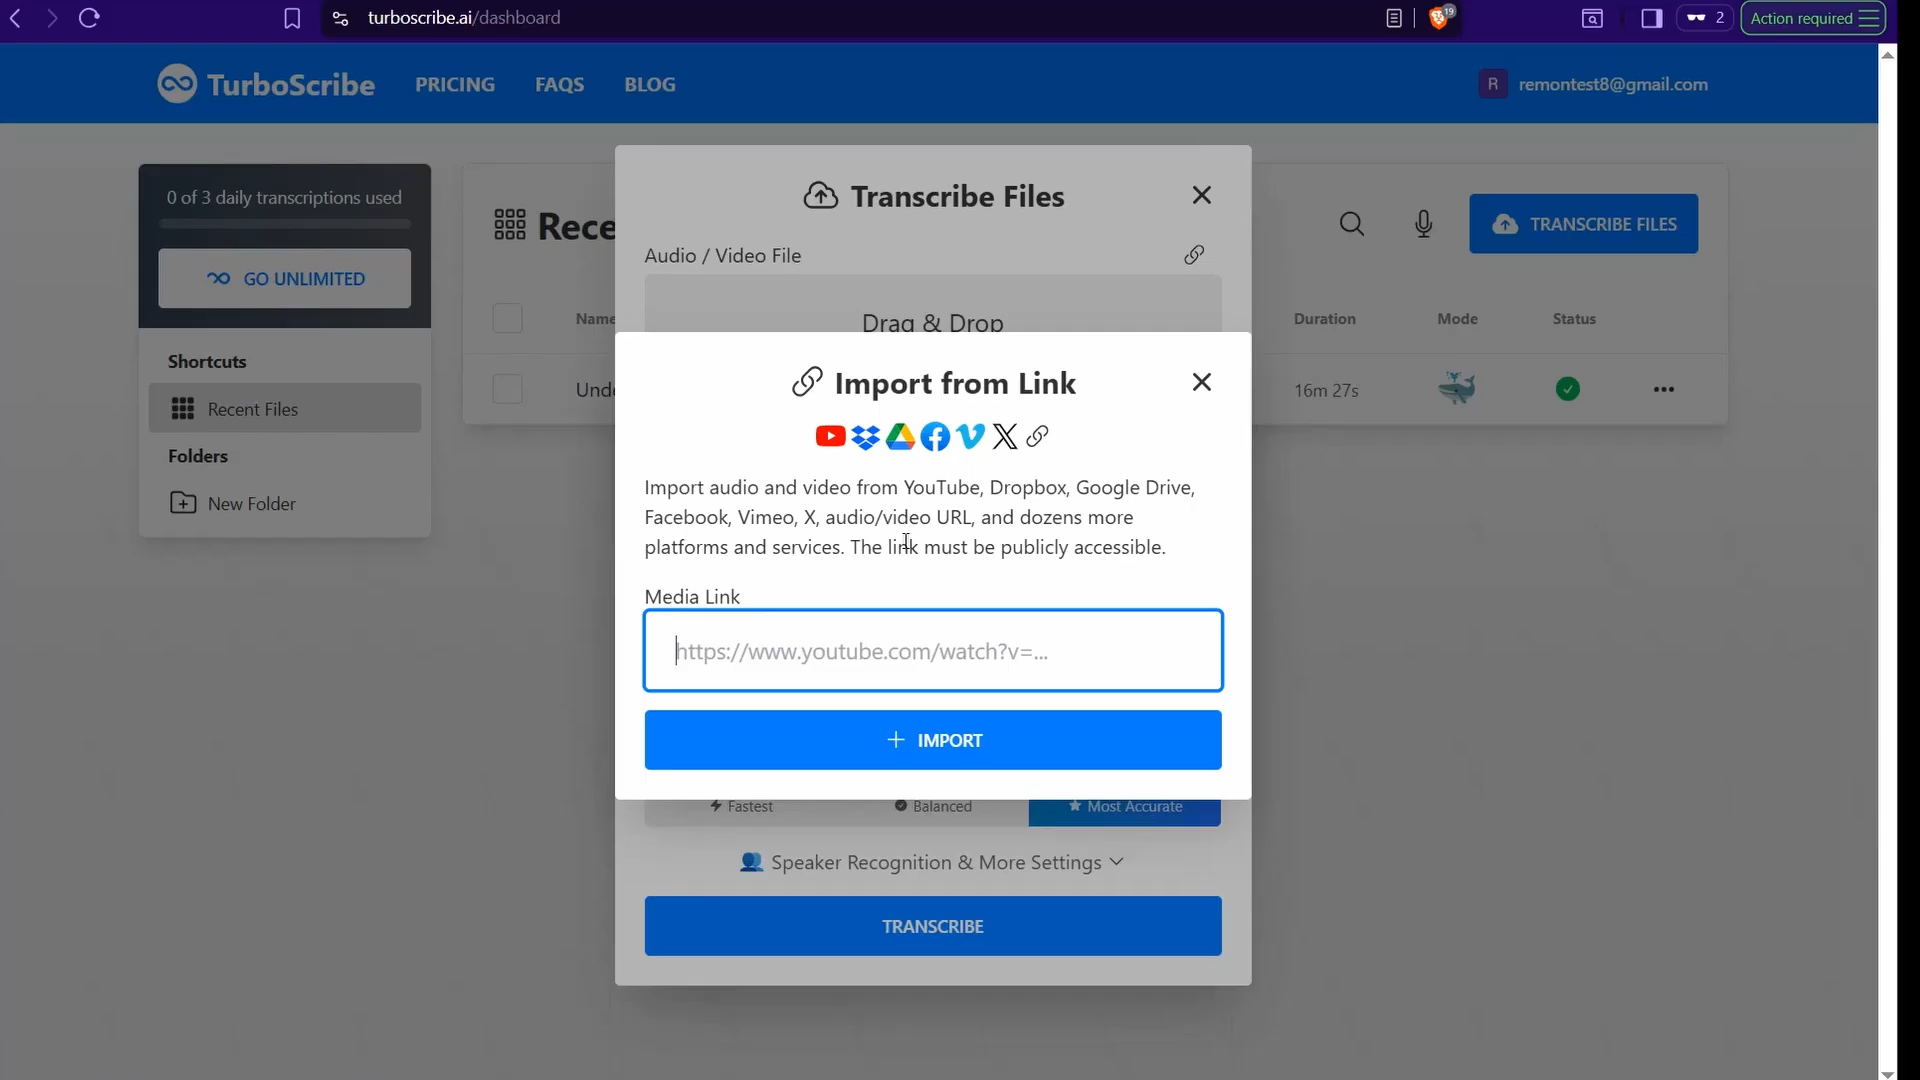 turboscribe.ai/dashboard
19
2
Action required
TurboScribe
PRICING
FAQS
BLOG
R
remontest8@gmail.com
0 of 3 daily transcriptions used
GO UNLIMITED
Shortcuts
Recent Files
Folders
New Folder
Rece
TRANSCRIBE FILES
Name
Duration
Mode
Status
Unde
16m 27s
Transcribe Files
Audio / Video File
Drag & Drop
Import from Link
Import audio and video from YouTube, Dropbox, Google Drive,
Facebook, Vimeo, X, audio/video URL, and dozens more
platforms and services. The link must be publicly accessible.
Media Link
https://www.youtube.com/watch?v=...
IMPORT
Fastest
Balanced
Most Accurate
Speaker Recognition & More Settings
TRANSCRIBE